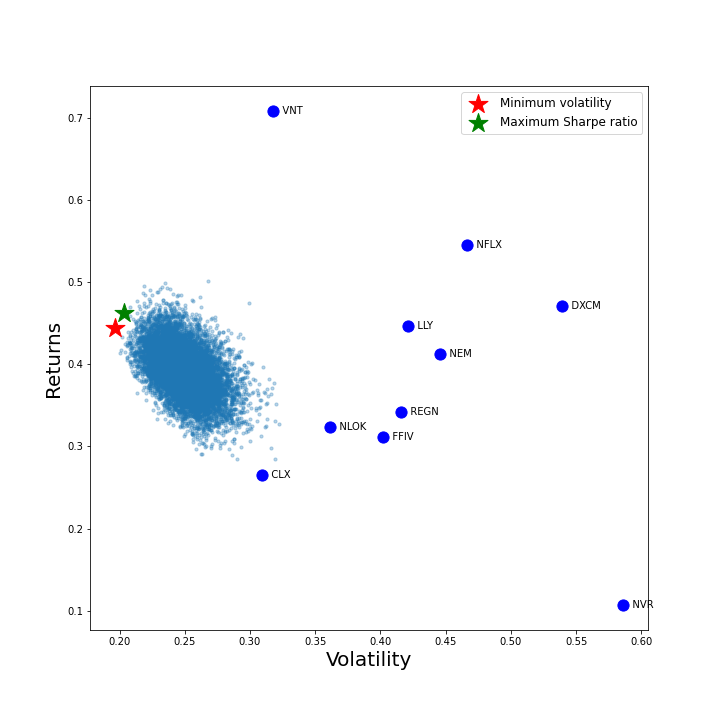 Minimum volatility
Maximum Sharpe ratio
VNT
NFLX
DXCM
LLY
NEM
REGN
NLOK
FFIV
CLX
NVR
Returns
0.7
0.6
0.5
0.4
0.3
0.2
0.1
0.20 0.25 0.30 0.35 0.40 0.45 0.50 0.55 0.60
Volatility